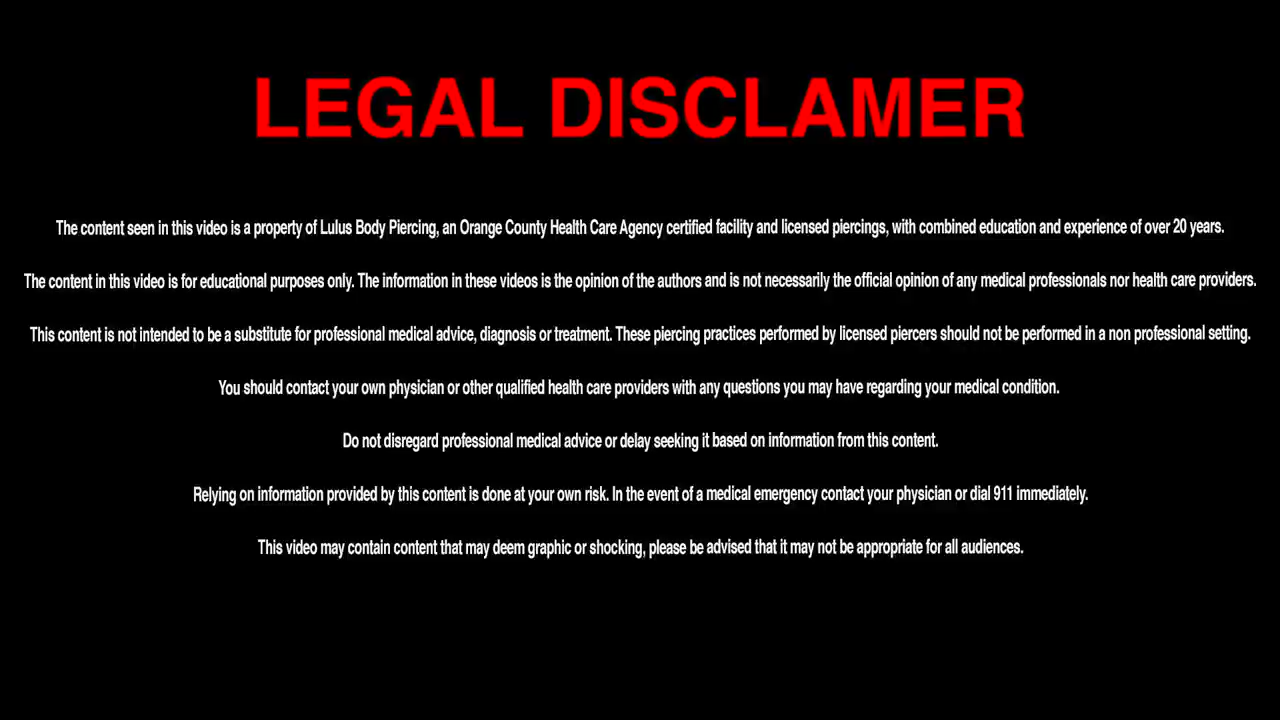 LEGAL DISCLAMER
The content seen in this video is a property of Lulus Body Piercing, an Orange County Health Care Agency certified facility and licensed piercings, with combined education and experience of over 20 years.
The content in this video is for educational purposes only. The information in these videos is the opinion of the authors and is not necessarily the official opinion of any medical professionals nor health care providers.
This content is not intended to be a substitute for professional medical advice, diagnosis or treatment. These piercing practices performed by licensed piercers should not be performed in a non professional setting.
You should contact your own physician or other qualified health care providers with any questions you may have regarding your medical condition.
Do not disregard professional medical advice or delay seeking it based on information from this content.
Relying on information provided by this content is done at your own risk. In the event of a medical emergency contact your physician or dial 911 immediately.
This video may contain content that may deem graphic or shocking, please be advised that it may not be appropriate for all audiences.